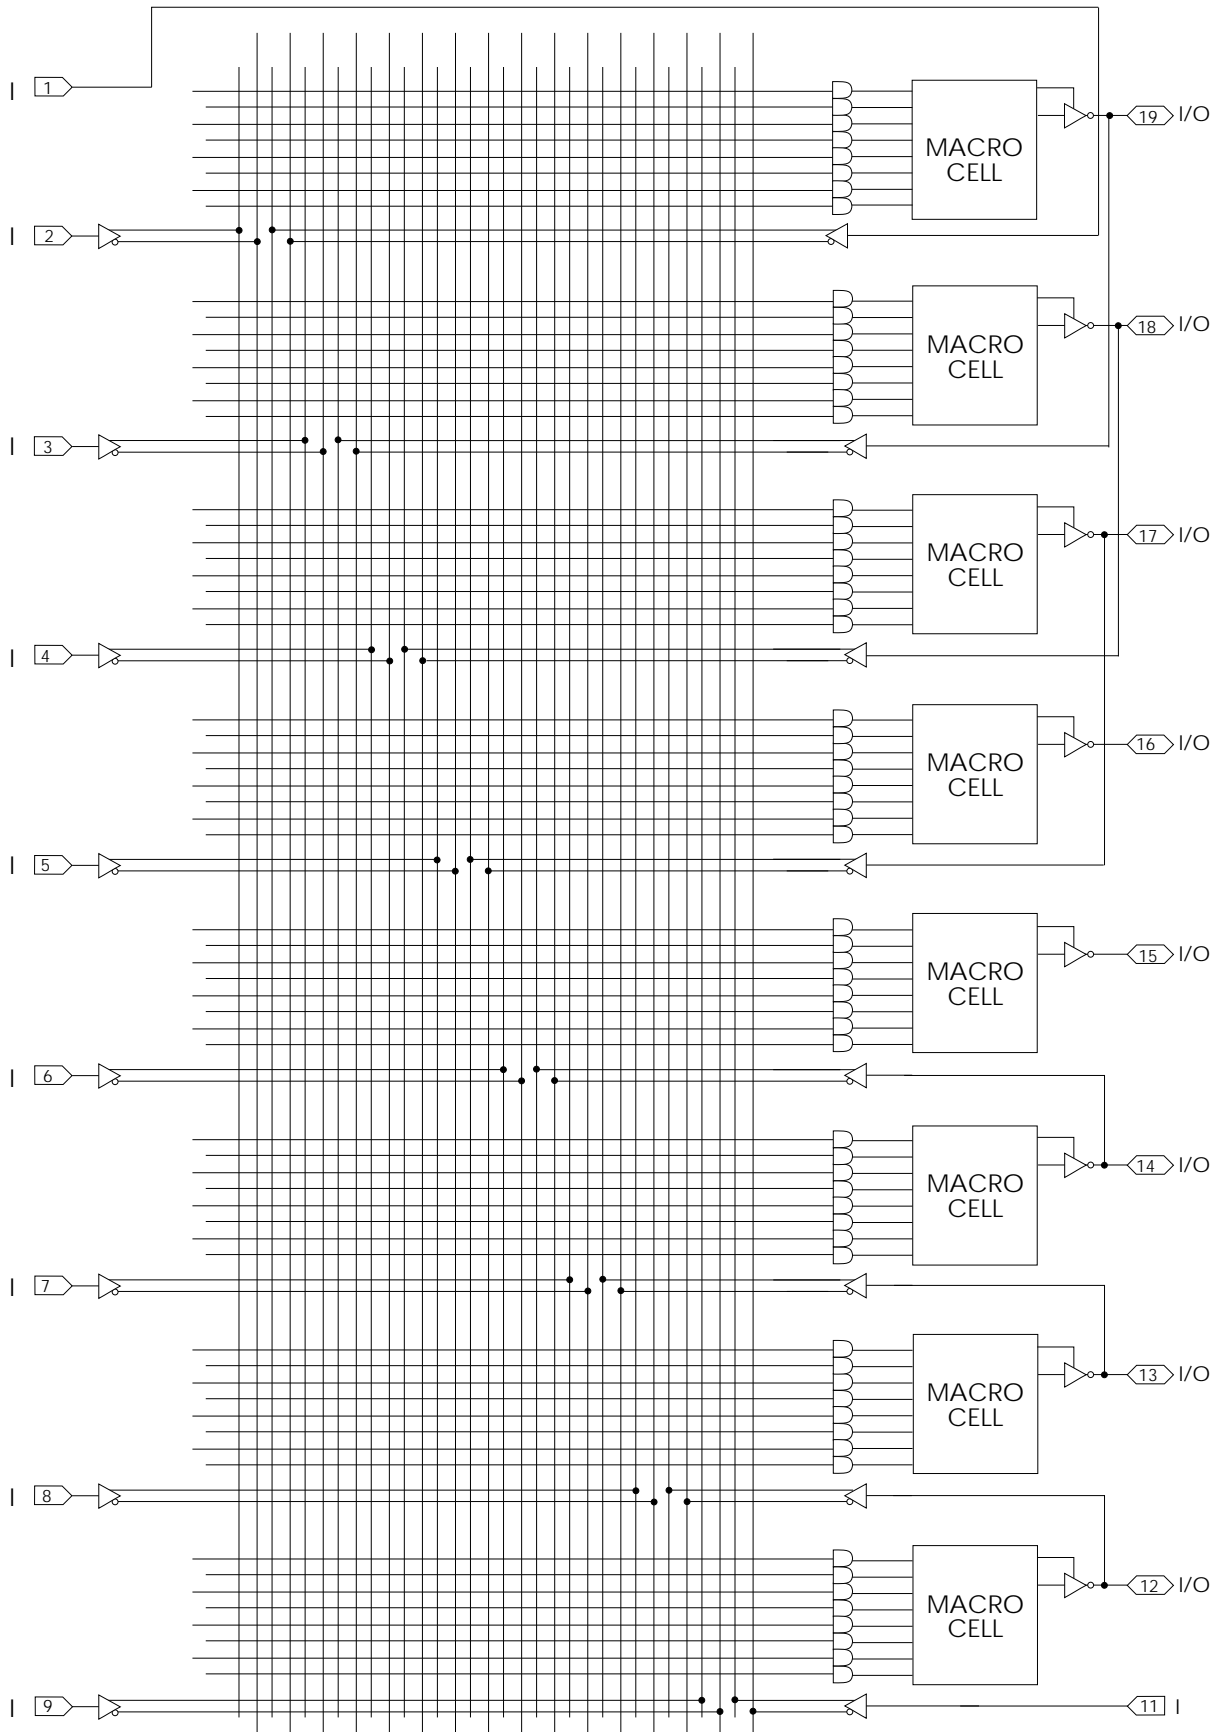 I 1
19 I/O
MACRO
CELL
I 2
18 I/O
MACRO
CELL
I 3
17 I/O
MACRO
CELL
I 4
16 I/O
MACRO
CELL
I 5
15 I/O
MACRO
CELL
I 6
14 I/O
MACRO
CELL
I 7
13 I/O
MACRO
CELL
I 8
12 I/O
MACRO
CELL
I 9
11 I